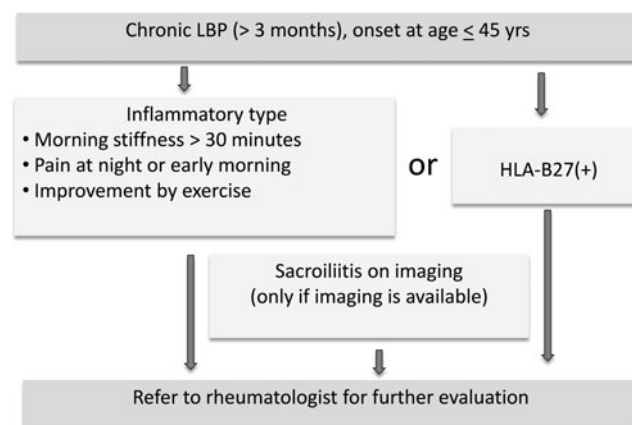 Chronic LBP (> 3 months), onset at age ≤ 45 yrs
Inflammatory type
• Morning stiffness > 30 minutes
• Pain at night or early morning
• Improvement by exercise
or
HLA-B27(+)
Sacroiliitis on imaging
(only if imaging is available)
Refer to rheumatologist for further evaluation